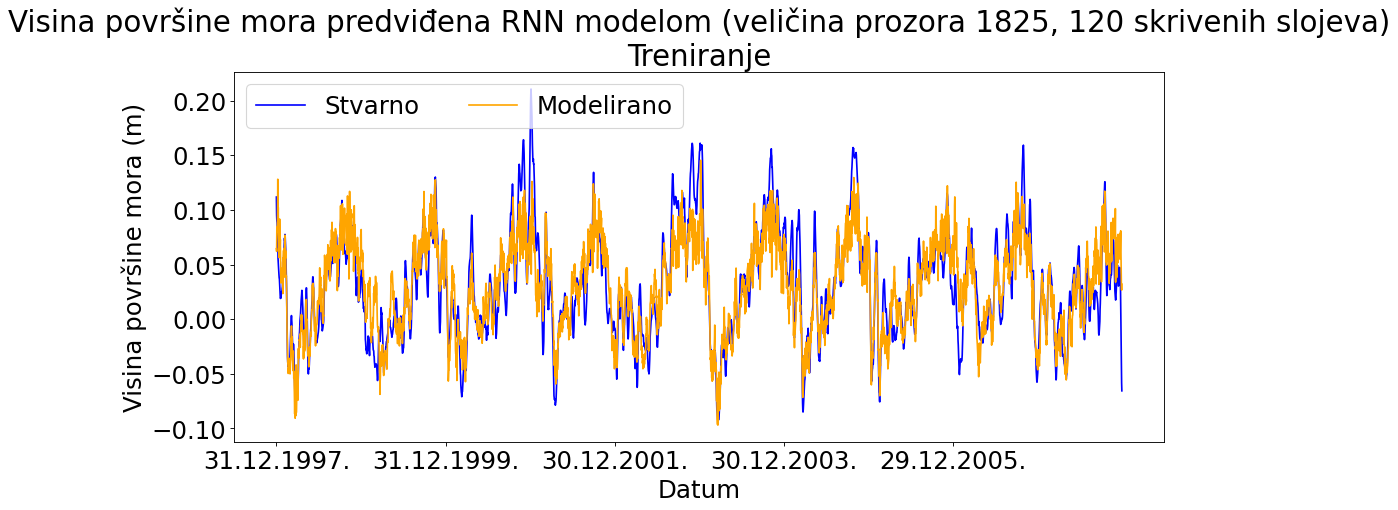 Visina površine mora predviđena RNN modelom (veličina prozora 1825, 120 skrivenih slojeva)
Treniranje
Stvarno
Modelirano
Visina površine mora (m)
0.20
0.15
0.10
0.05
0.00
−0.05
−0.10
31.12.1997.
31.12.1999.
30.12.2001.
30.12.2003.
29.12.2005.
Datum